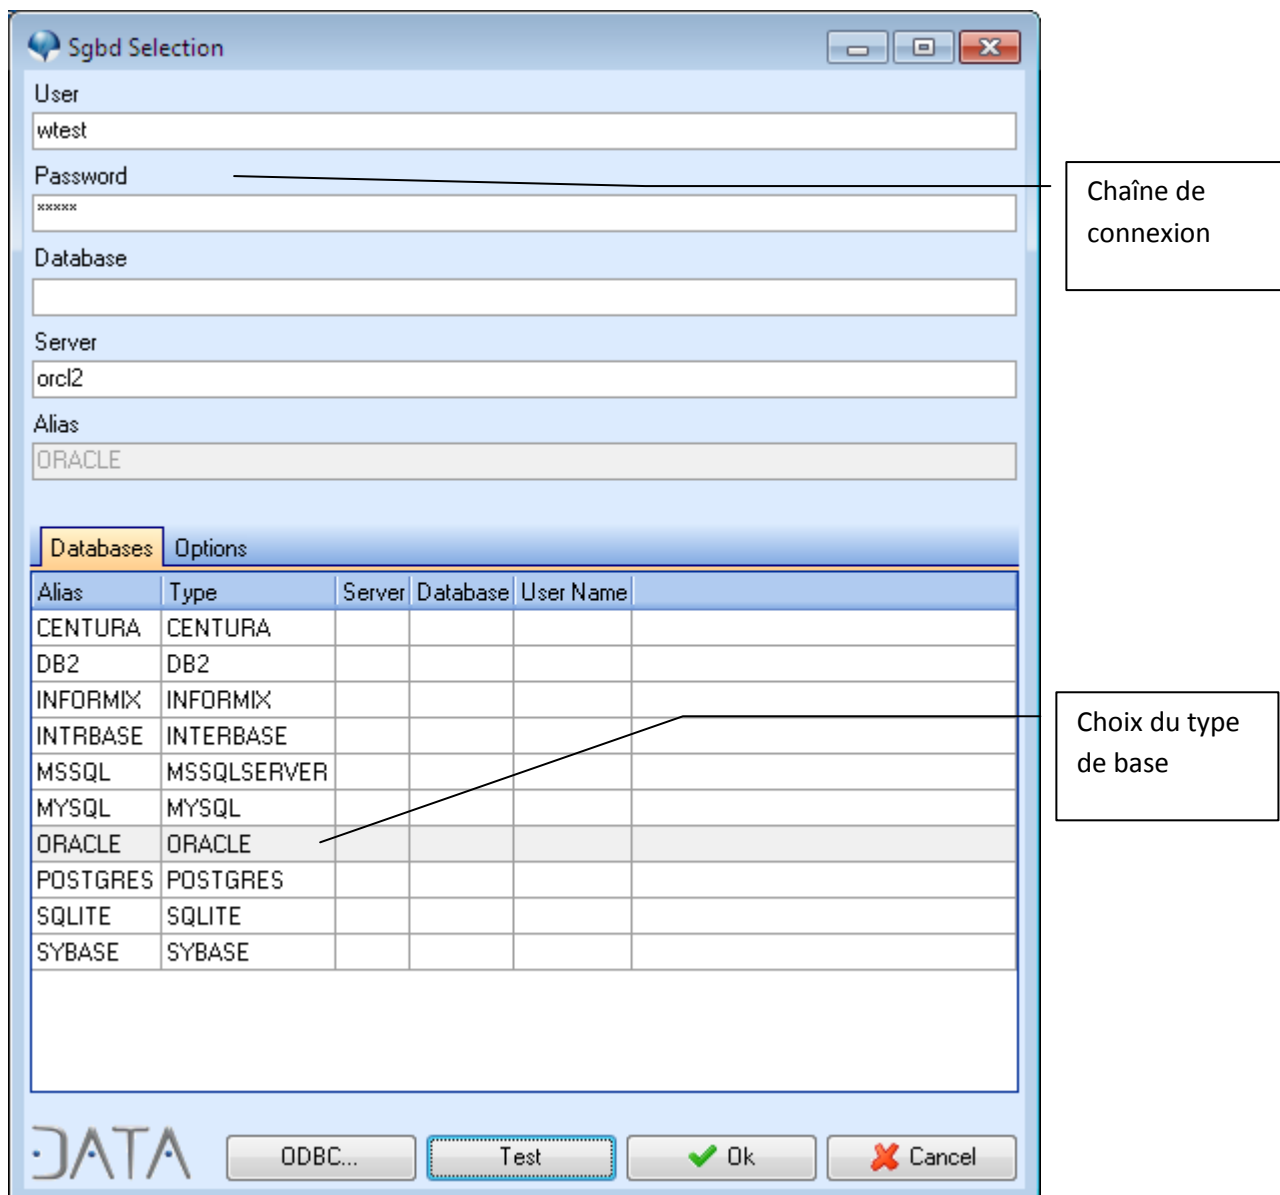 Sgbd Selection
User
wtest
Password
*****
Chaîne de
connexion
Database
Server
orcl2
Alias
ORACLE
Databases Options
Alias Type Server Database User Name
CENTURA CENTURA
DB2 DB2
INFORMIX INFORMIX
INTRBASE INTERBASE
MSSQL MSSQLSERVER
MYSQL MYSQL
ORACLE ORACLE
POSTGRES POSTGRES
SQLITE SQLITE
SYBASE SYBASE
Choix du type
de base
DATA ODBC... Test Ok Cancel